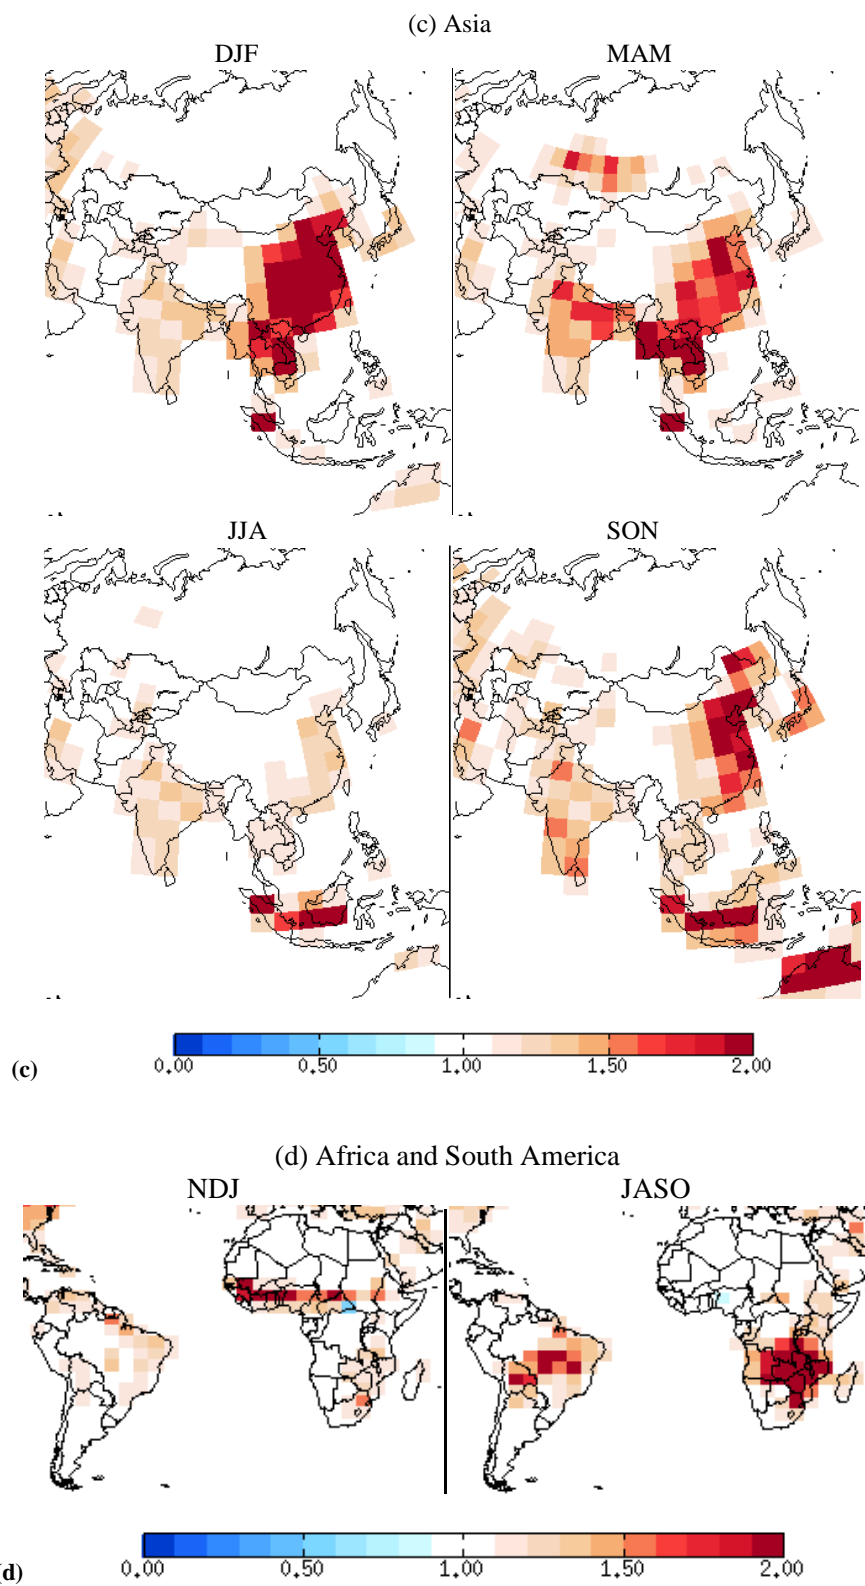 (c) Asia
DJF MAM
JJA SON
0.00 0.50 1.00 1.50 2.00
(c)
(d) Africa and South America
NDJ JASO
0.00 0.50 1.00 1.50 2.00
(d)